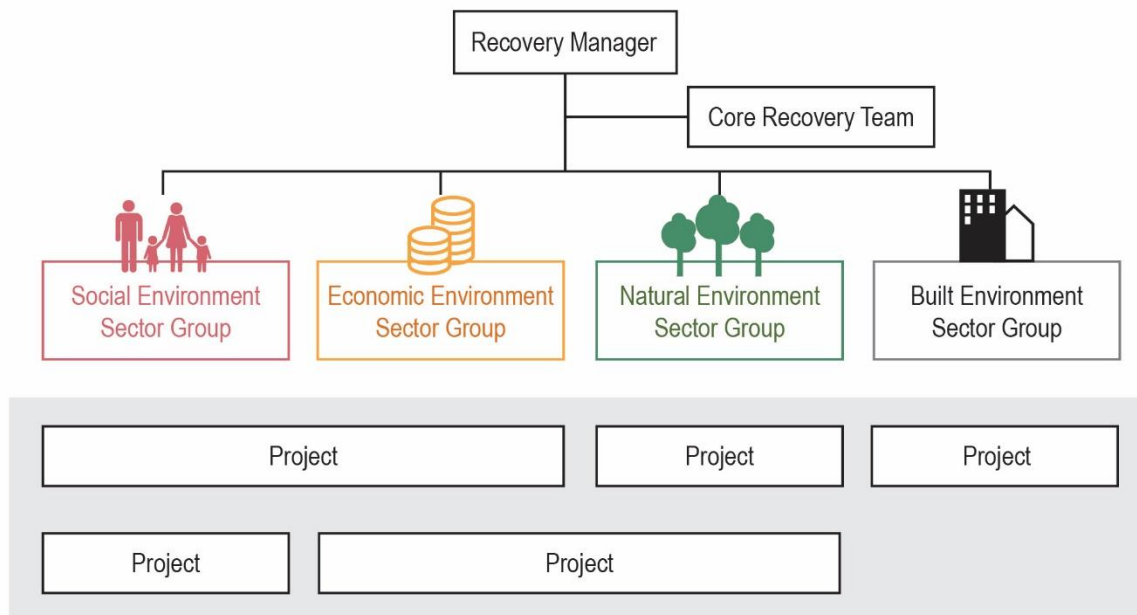 Recovery Manager
Core Recovery Team
Social Environment
Sector Group
Economic Environment
Sector Group
Natural Environment
Sector Group
Built Environment
Sector Group
Project
Project
Project
Project
Project